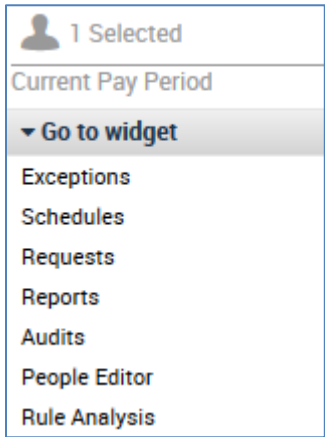 1 Selected
Current Pay Period
Go to widget
Exceptions
Schedules
Requests
Reports
Audits
People Editor
Rule Analysis